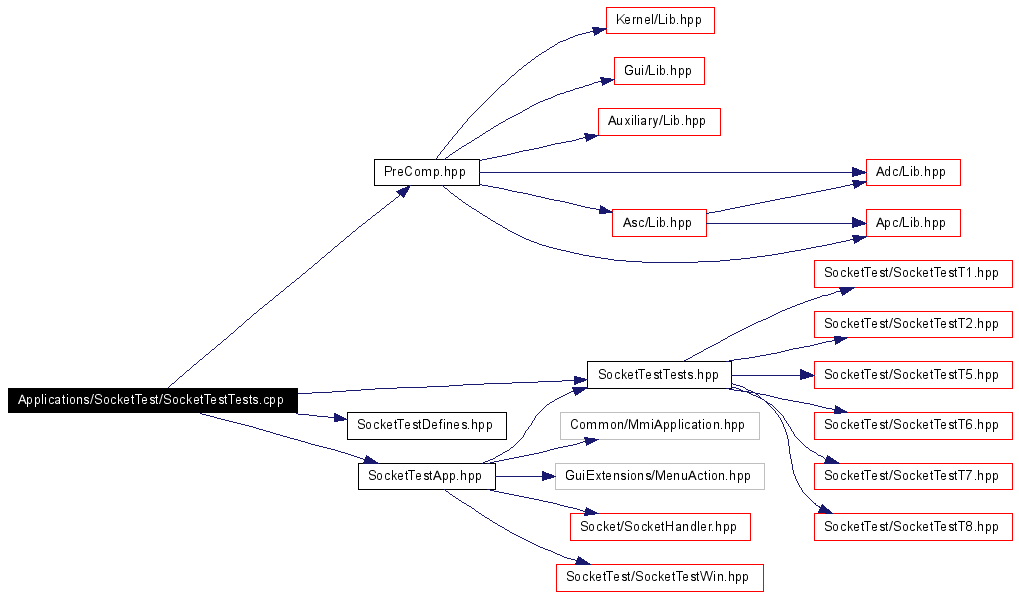 Kernel/Lib.hpp
Gui/Lib.hpp
Auxiliary/Lib.hpp
PreComp.hpp
Adc/Lib.hpp
Asc/Lib.hpp
Apc/Lib.hpp
SocketTest/SocketTestT1.hpp
SocketTest/SocketTestT2.hpp
SocketTestTests.hpp
SocketTest/SocketTestT5.hpp
Applications/SocketTest/SocketTestTests.cpp
SocketTestDefines.hpp
Common/MmiApplication.hpp
SocketTest/SocketTestT6.hpp
SocketTestApp.hpp
GuiExtensions/MenuAction.hpp
SocketTest/SocketTestT7.hpp
Socket/SocketHandler.hpp
SocketTest/SocketTestT8.hpp
SocketTest/SocketTestWin.hpp